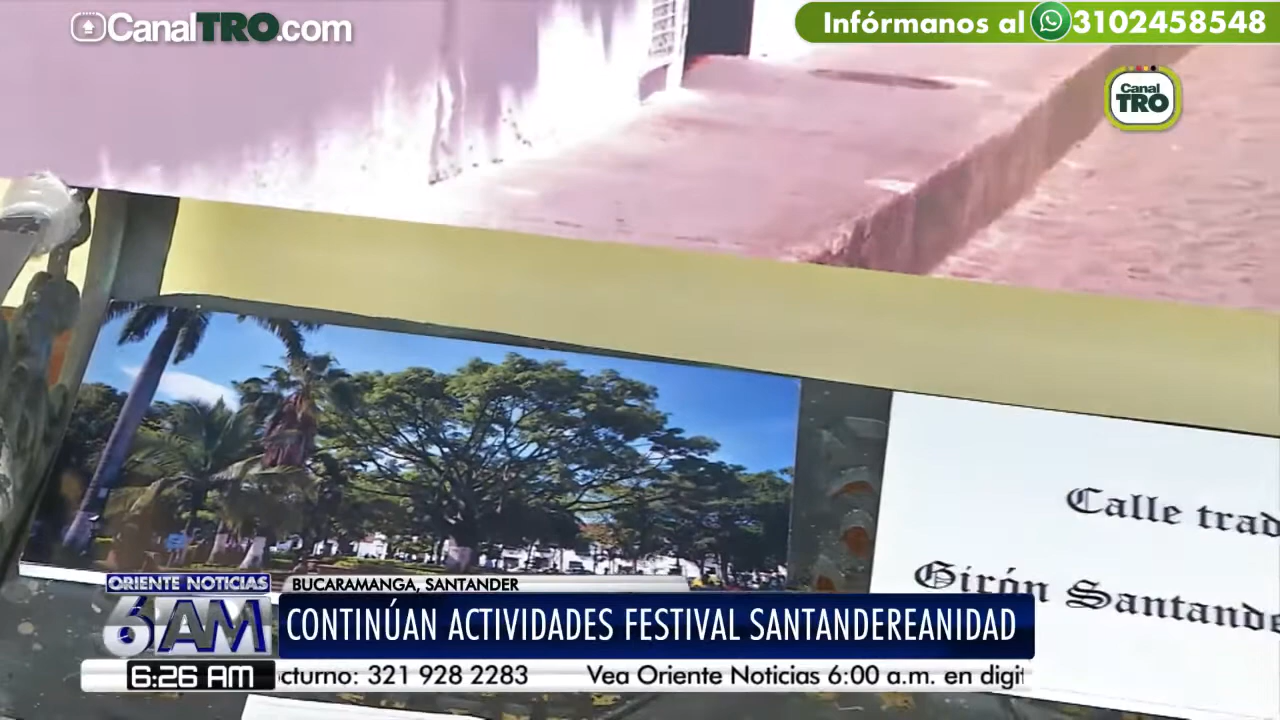 CanalTRO.com
Infórmanos al 3102458548
Canal
TRO
Calle trad
Girón Santande
ORIENTE NOTICIAS
BUCARAMANGA, SANTANDER
6AM
CONTINÚAN ACTIVIDADES FESTIVAL SANTANDEREANIDAD
6:26 AM
cturno: 321 928 2283 Vea Oriente Noticias 6:00 a.m. en digit